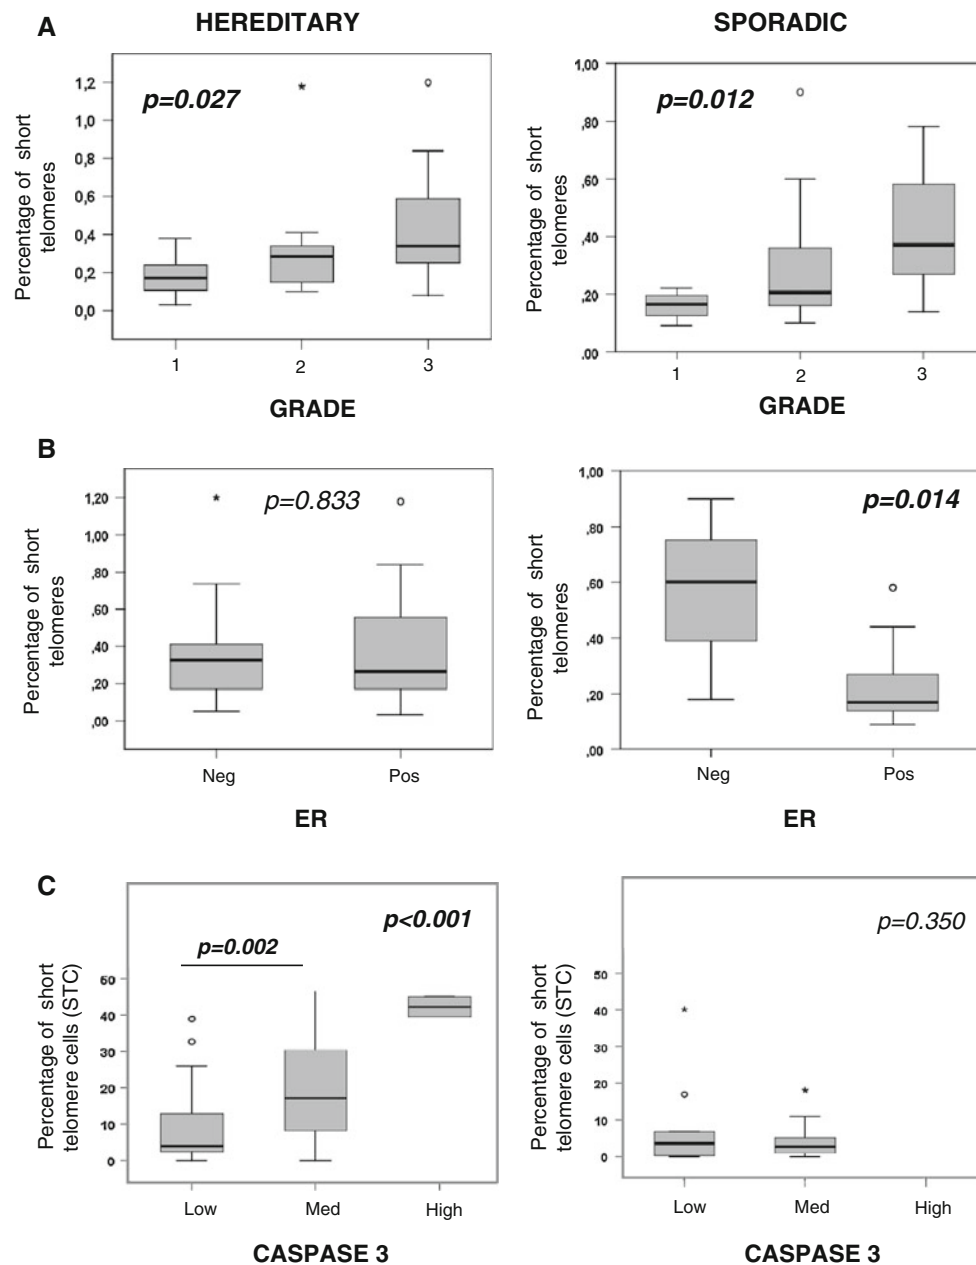 A
HEREDITARY
SPORADIC
Percentage of short
telomeres
1,2
1,0
0,8
0,6
0,4
0,2
0,0
p=0.027
1
2
3
GRADE
Percentage of short
telomeres
1,00
,80
,60
,40
,20
,00
p=0.012
1
2
3
GRADE
B
Percentage of short
telomeres
1,20
1,00
,80
,60
,40
,20
,00
p=0.833
Neg
Pos
ER
Percentage of short
telomeres
1,00
,80
,60
,40
,20
,00
p=0.014
Neg
Pos
ER
C
Percentage of short
telomere cells (STC)
50
40
30
20
10
0
p=0.002
p<0.001
Low
Med
High
CASPASE 3
Percentage of short
telomere cells (STC)
50
40
30
20
10
0
p=0.350
Low
Med
High
CASPASE 3